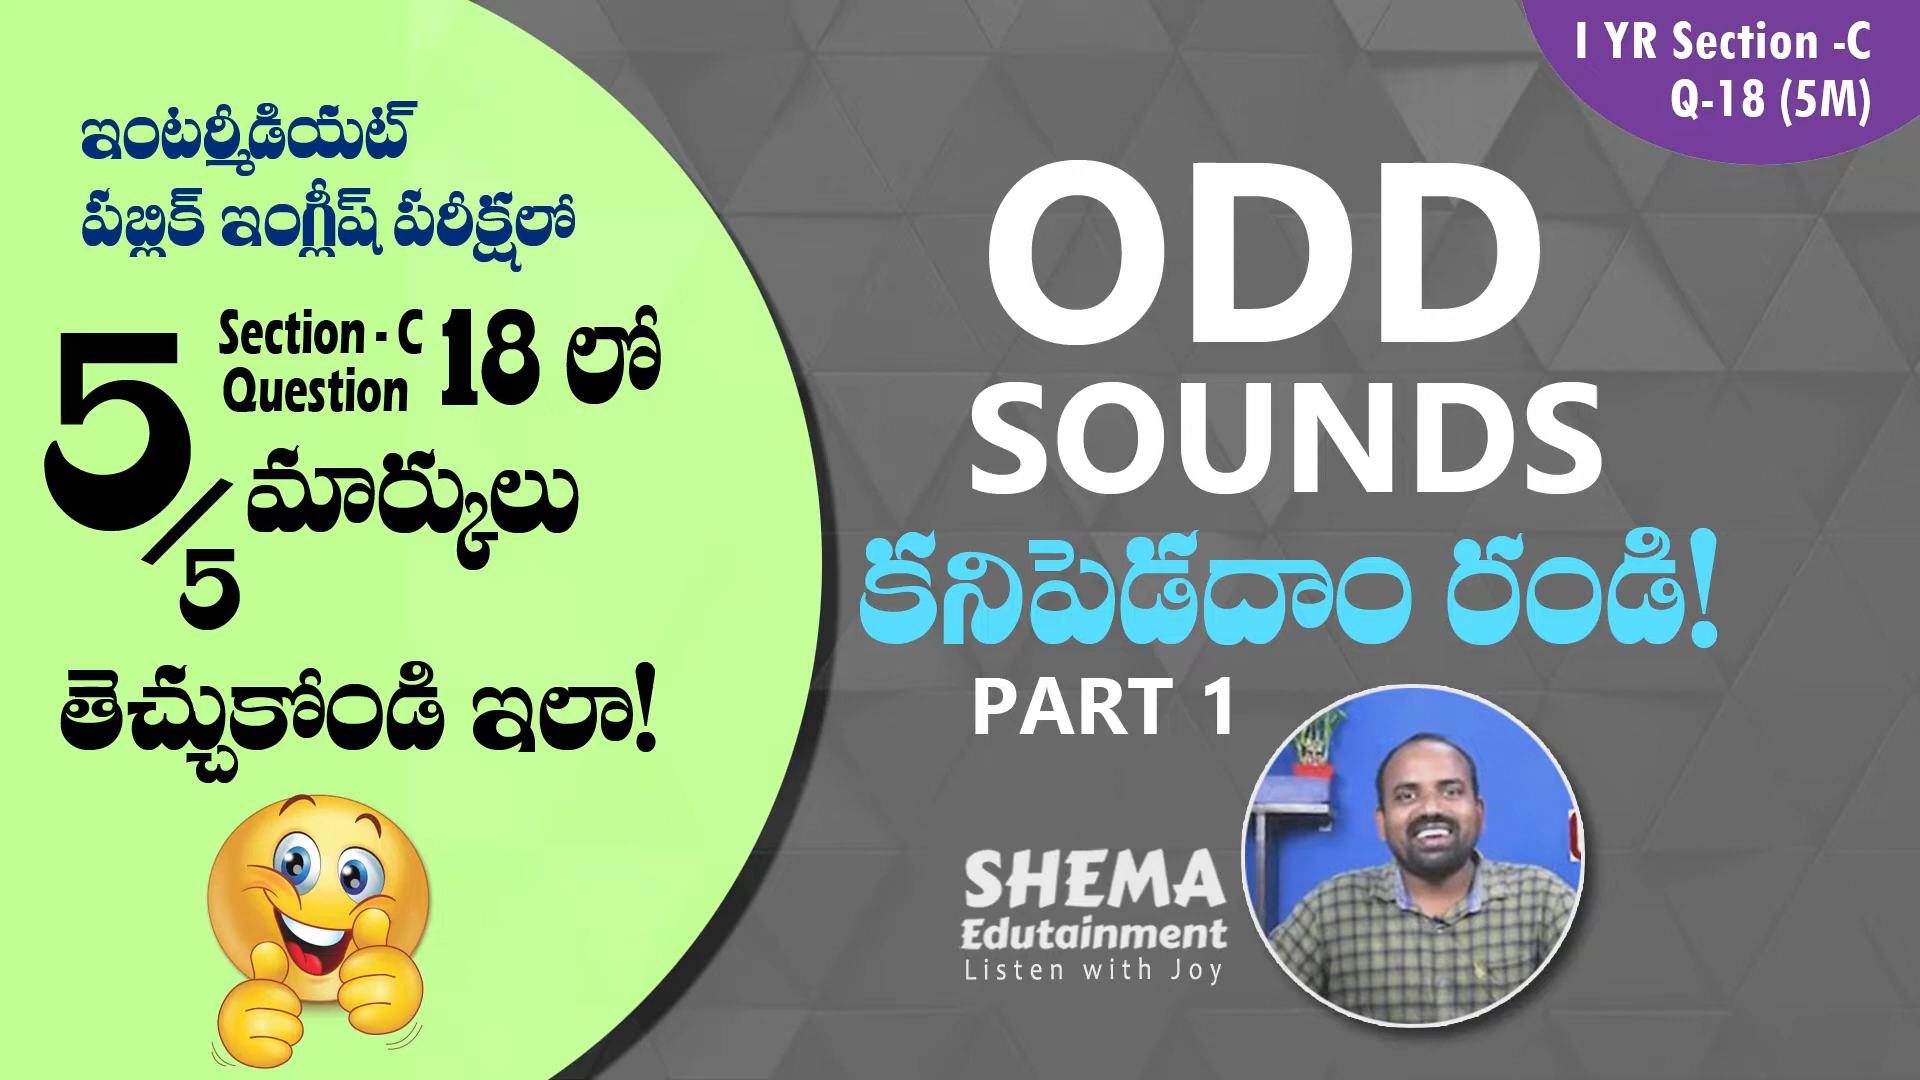 ఇంటర్మీడియట్
పబ్లిక్ ఇంగ్లీష్ పరీక్షలో
Section - C
Question 18 లో
5/5 మార్కులు
తెచ్చుకోండి ఇలా!
I YR Section -C
Q-18 (5M)
ODD
SOUNDS
కనిపెడదాం రండి!
PART 1
SHEMA
Edutainment
Listen with Joy